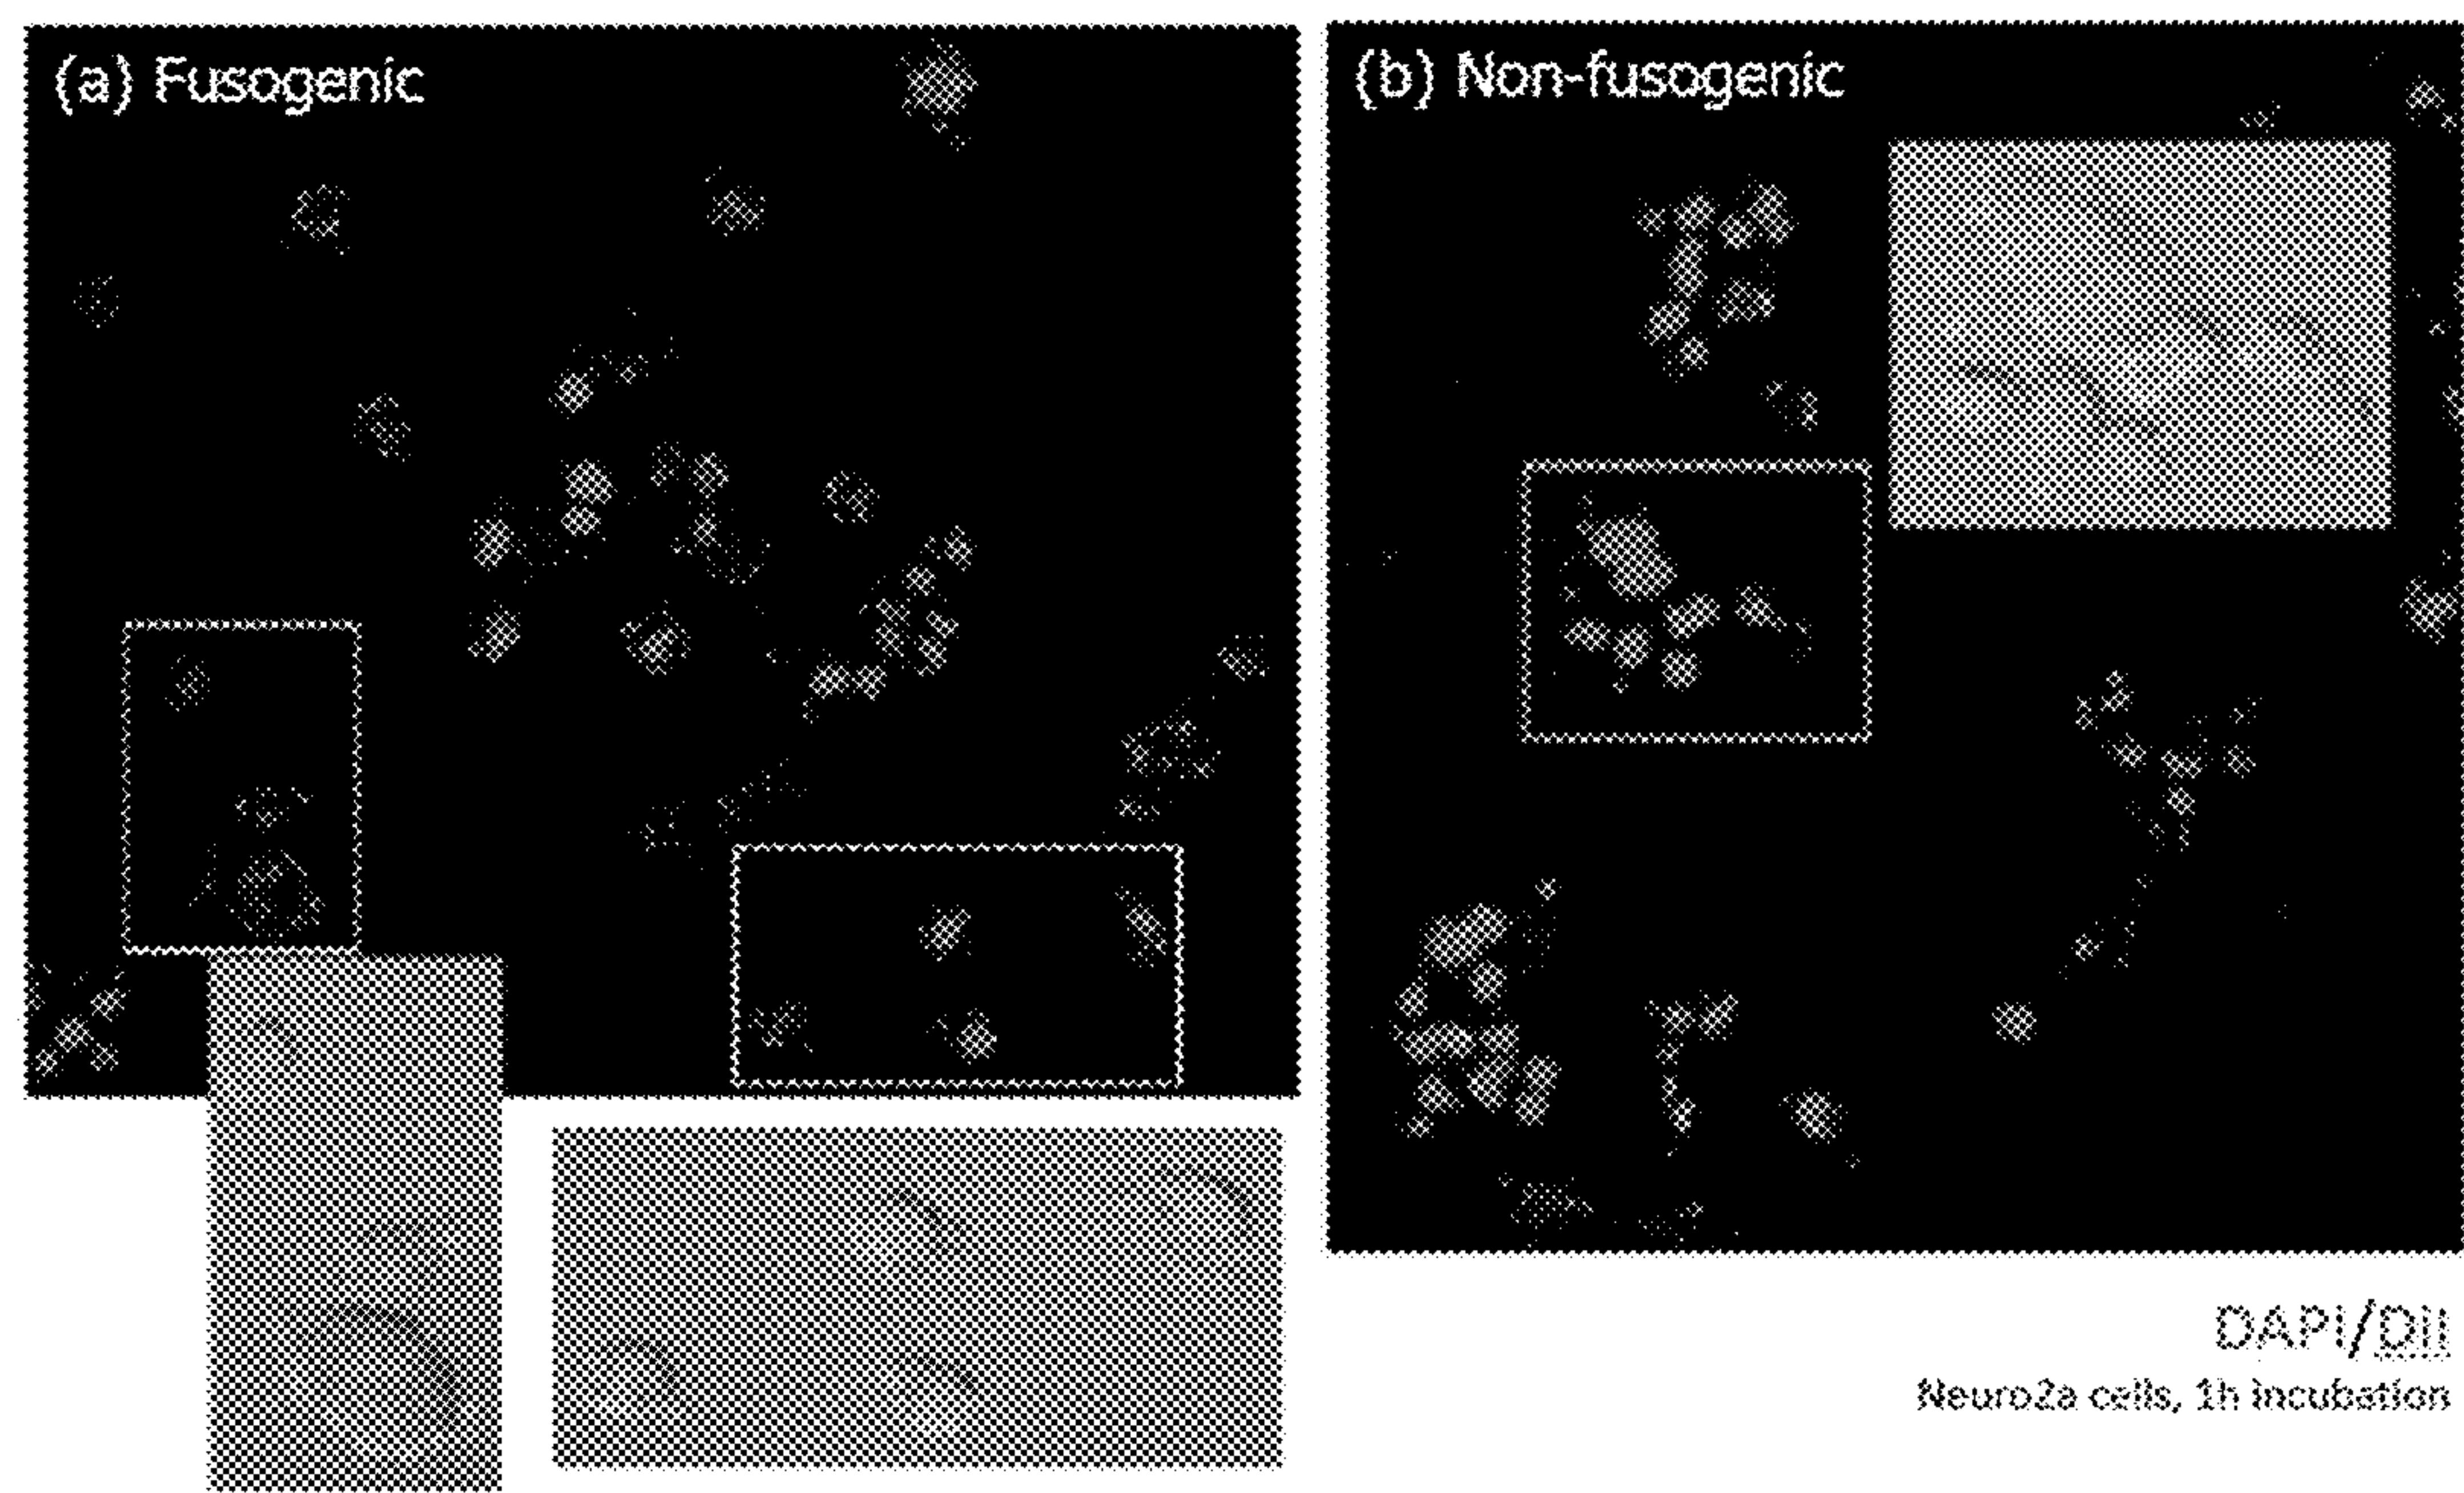 (a) Fusogenic
(b) Non-fusogenic
DAPI/DiI
Neuro2a cells, 1h incubation